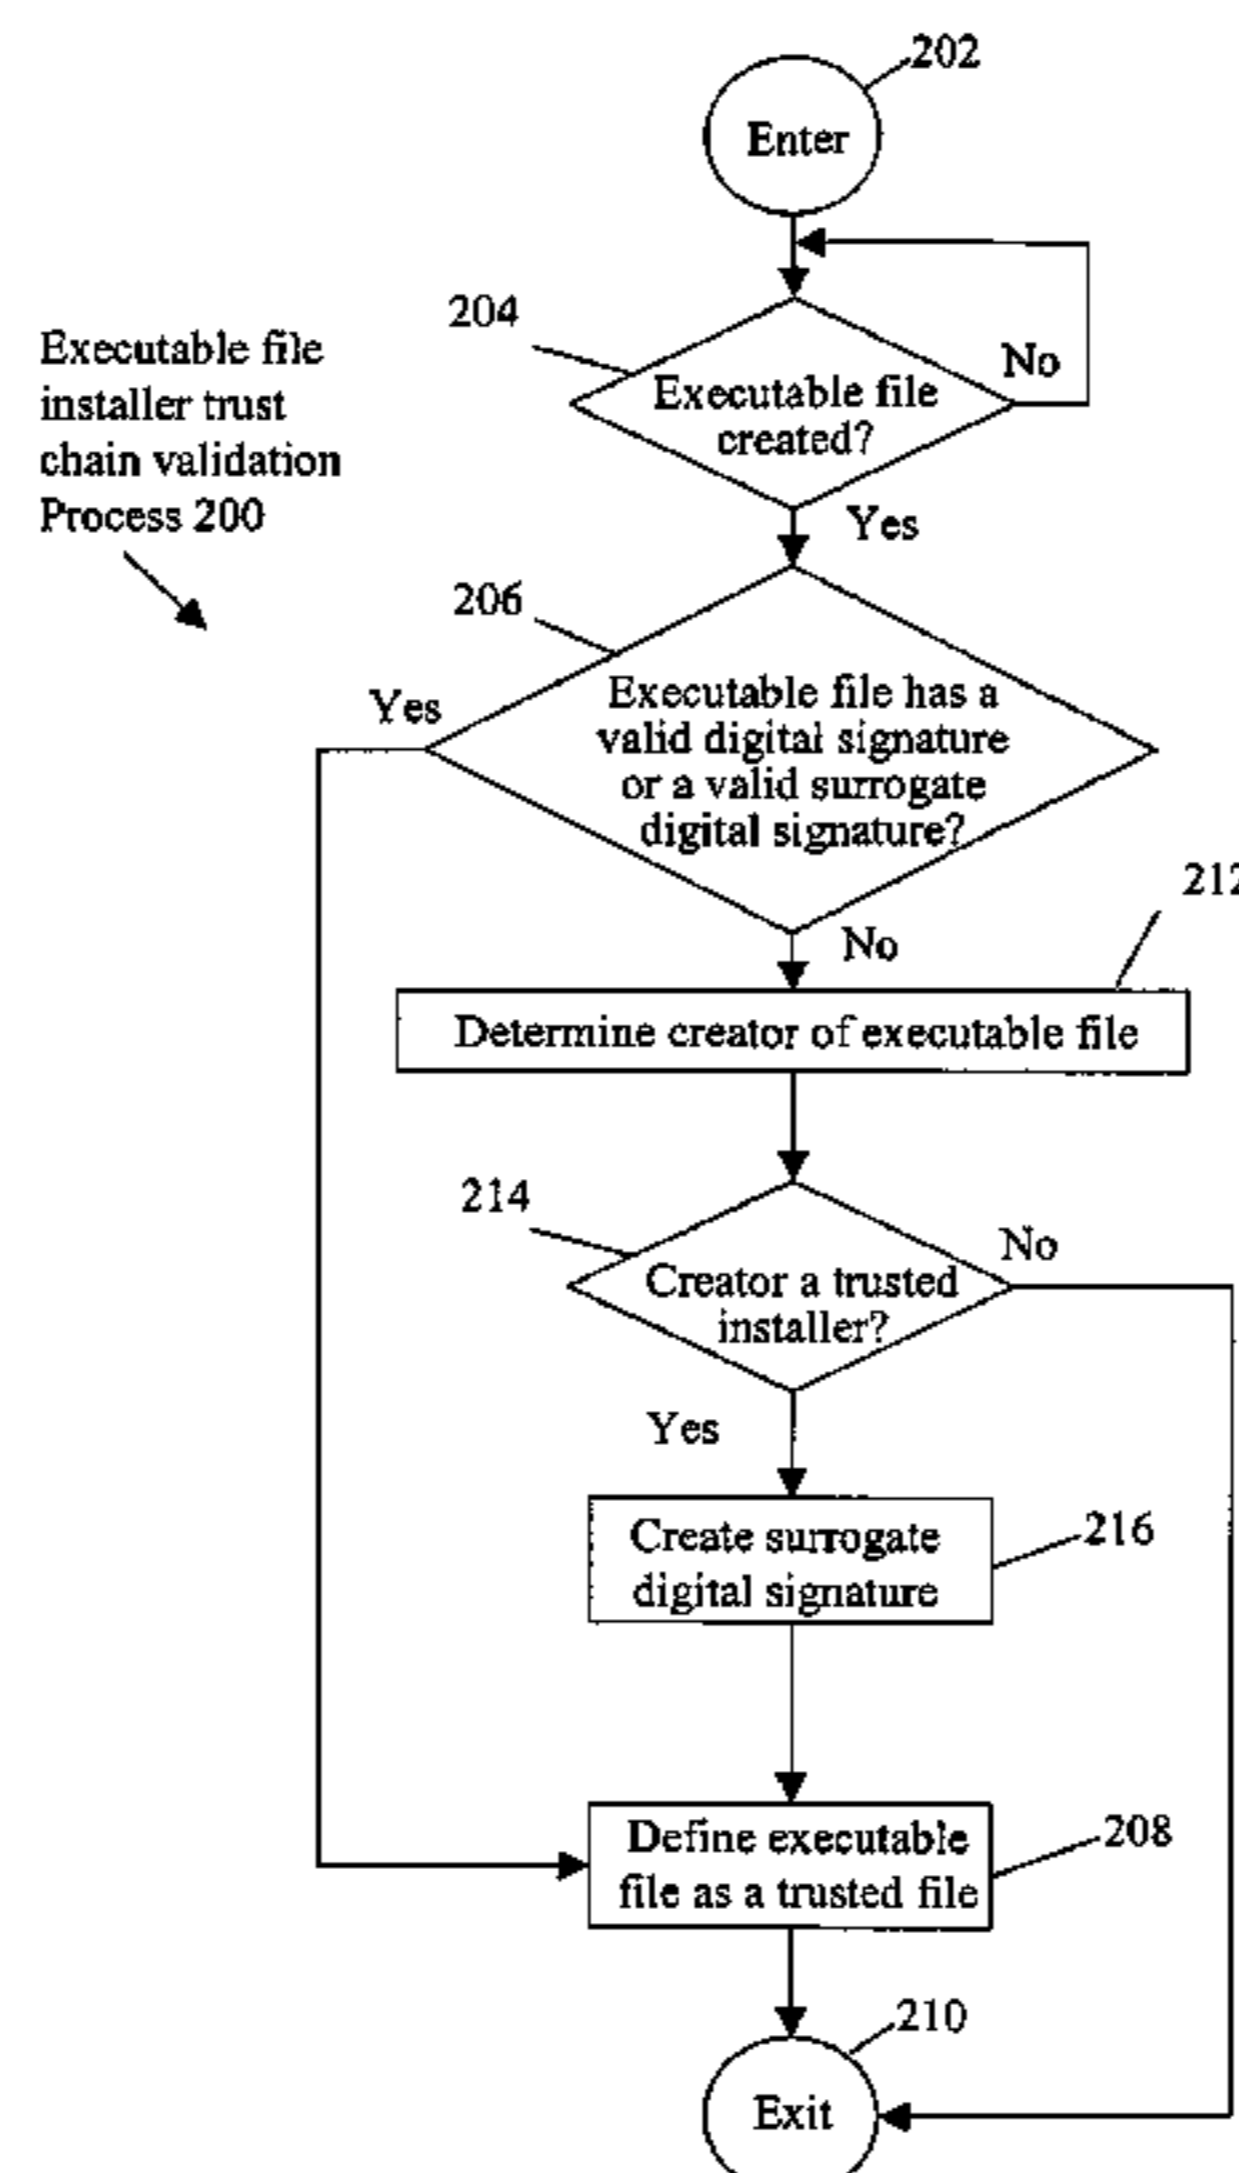 202
Enter
204
No
Executable file
created?
Executable file
installer trust
chain validation
Process 200
Yes
206
Yes
Executable file has a
valid digital signature
or a valid surrogate
digital signature?
212
No
Determine creator of executable file
214
No
Creator a trusted
installer?
Yes
Create surrogate
digital signature
216
Define executable
file as a trusted file
208
210
Exit